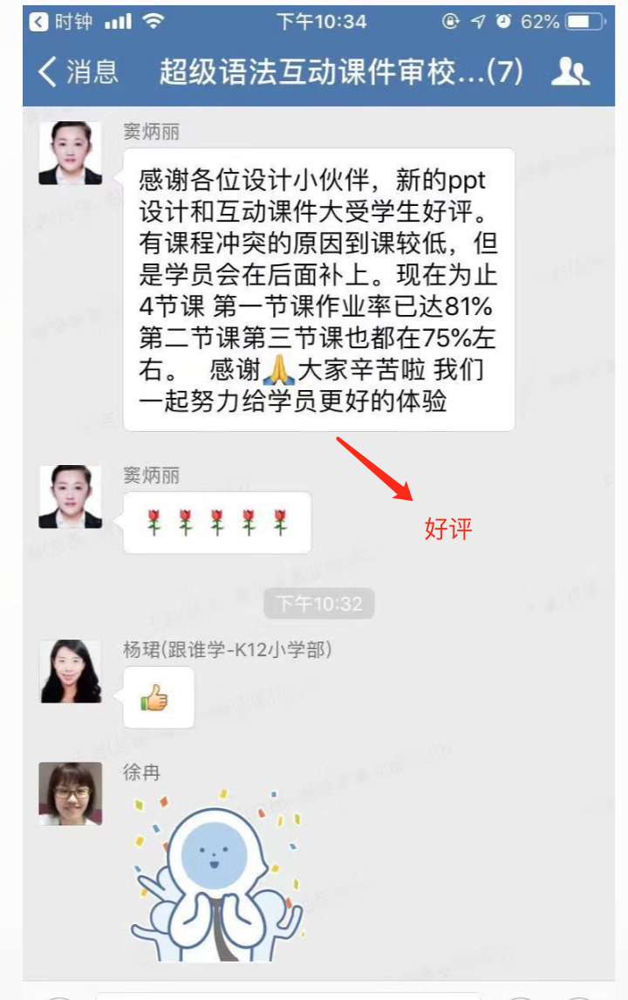 时钟 下午10:34 62%
消息 超级语法互动课件审校...(7)
窦炳丽
感谢各位设计小伙伴，新的ppt
设计和互动课件大受学生好评。
有课程冲突的原因到课较低，但
是学员会在后面补上。现在为止
4节课 第一节课作业率已达81%
第二节课第三节课也都在75%左
右。 感谢🙏大家辛苦啦 我们
一起努力给学员更好的体验
窦炳丽
🌹🌹🌹🌹🌹
好评
下午10:32
杨珺(跟谁学-K12小学部)
👍
徐冉